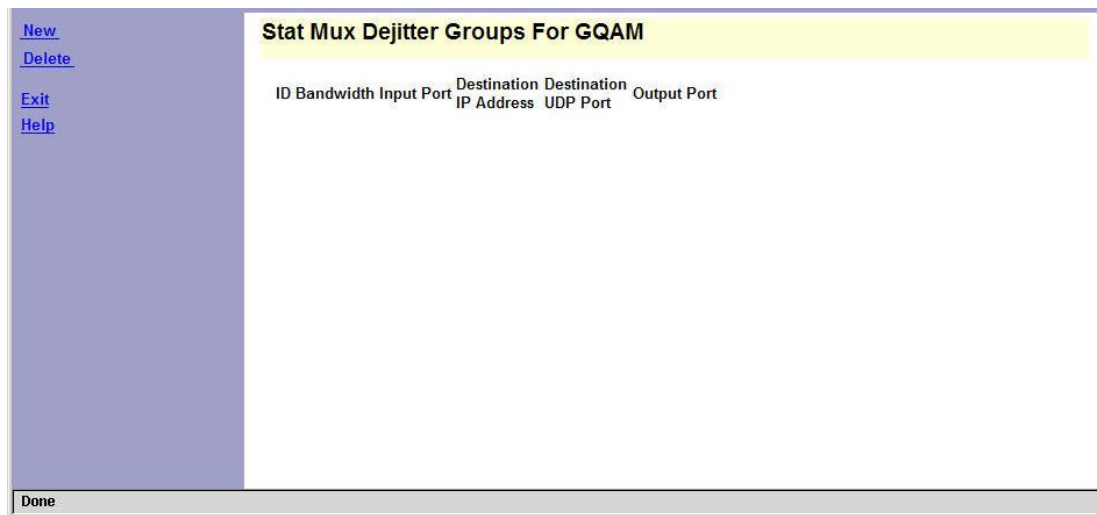 New
Delete
Exit
Help
Stat Mux Dejitter Groups For GQAM
ID Bandwidth Input Port Destination IP Address Destination UDP Port Output Port
Done